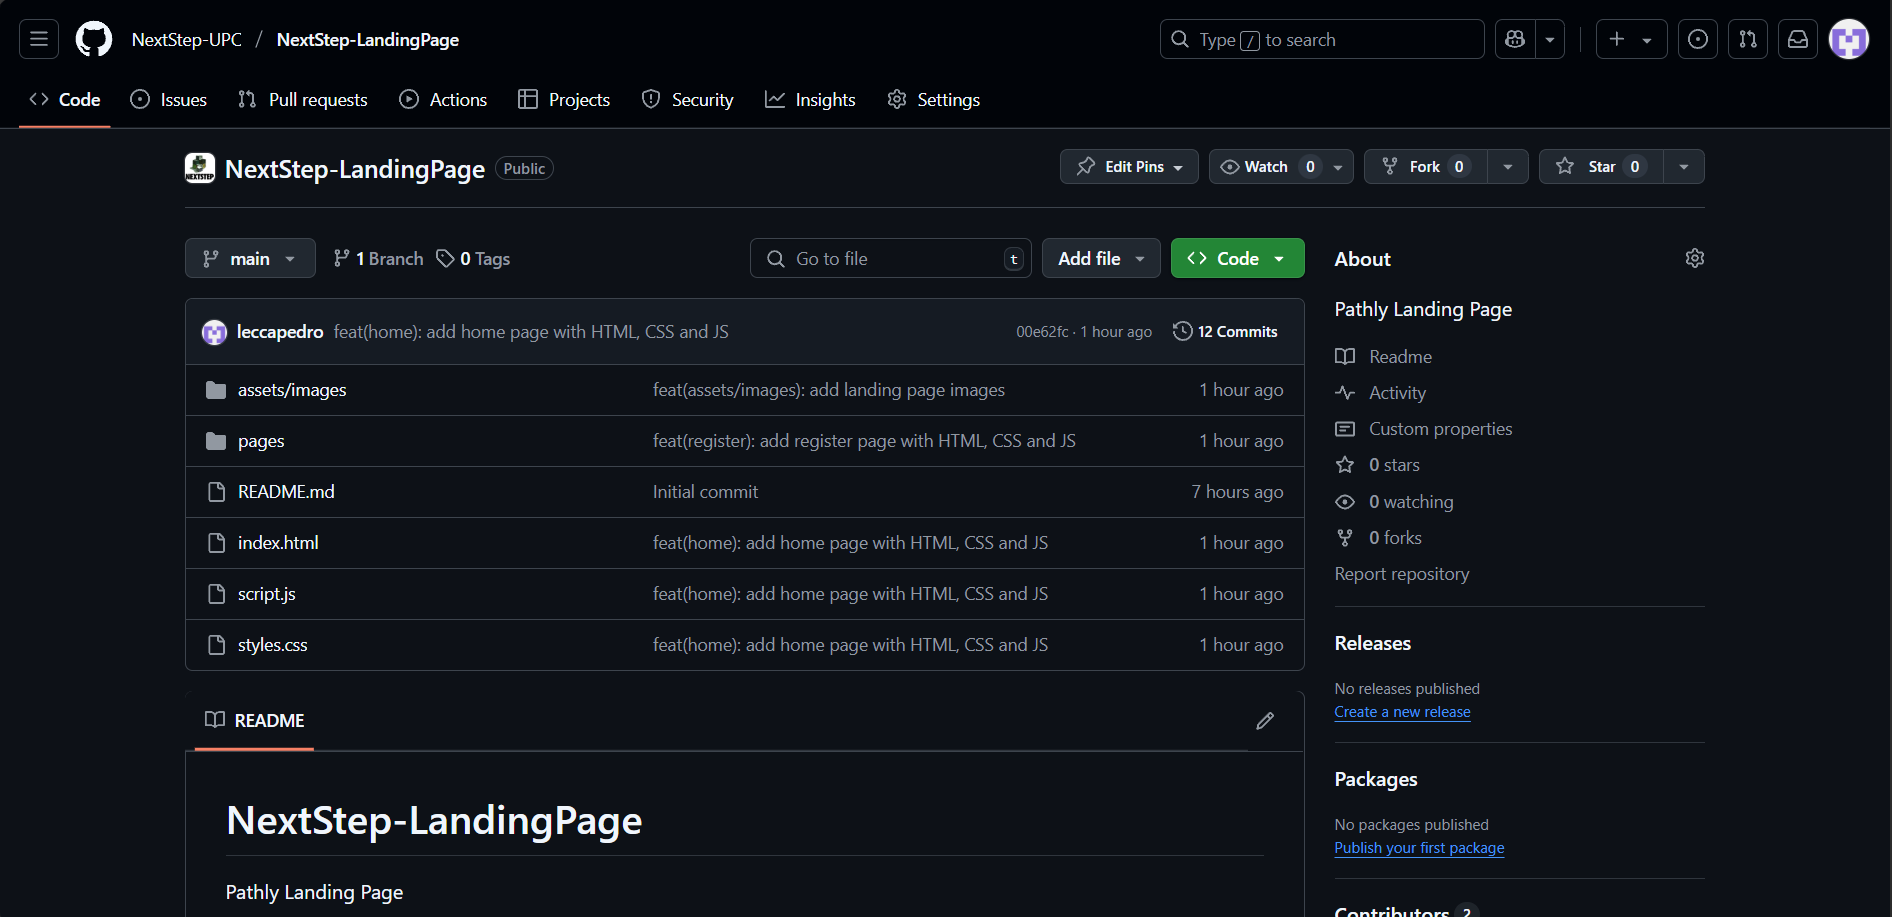 NextStep-UPC / NextStep-LandingPage
Type / to search
Code Issues Pull requests Actions Projects Security Insights Settings
NEXTSTEP NextStep-LandingPage Public
Edit Pins Watch 0 Fork 0 Star 0
main 1 Branch 0 Tags Go to file t Add file Code
leccapedro feat(home): add home page with HTML, CSS and JS 00e62fc · 1 hour ago 12 Commits
assets/images feat(assets/images): add landing page images 1 hour ago
pages feat(register): add register page with HTML, CSS and JS 1 hour ago
README.md Initial commit 7 hours ago
index.html feat(home): add home page with HTML, CSS and JS 1 hour ago
script.js feat(home): add home page with HTML, CSS and JS 1 hour ago
styles.css feat(home): add home page with HTML, CSS and JS 1 hour ago
README
NextStep-LandingPage
Pathly Landing Page
About
Pathly Landing Page
Readme
Activity
Custom properties
0 stars
0 watching
0 forks
Report repository
Releases
No releases published
Create a new release
Packages
No packages published
Publish your first package
Contributors 2